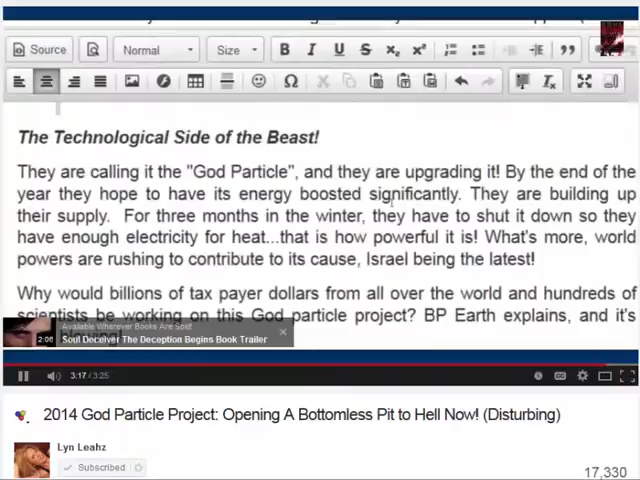 Source
Normal
Size
B I U S x₂ x²
Ω
The Technological Side of the Beast!
They are calling it the "God Particle", and they are upgrading it! By the end of the
year they hope to have its energy boosted significantly. They are building up
their supply. For three months in the winter, they have to shut it down so they
have enough electricity for heat...that is how powerful it is! What's more, world
powers are rushing to contribute to its cause, Israel being the latest!
Why would billions of tax payer dollars from all over the world and hundreds of
scientists be working on this God particle project? BP Earth explains, and it's
Available Wherever Books Are Sold!
2:06
Soul Deceiver The Deception Begins Book Trailer
3:17 / 3:25
2014 God Particle Project: Opening A Bottomless Pit to Hell Now! (Disturbing)
Lyn Leahz
Subscribed
17,330